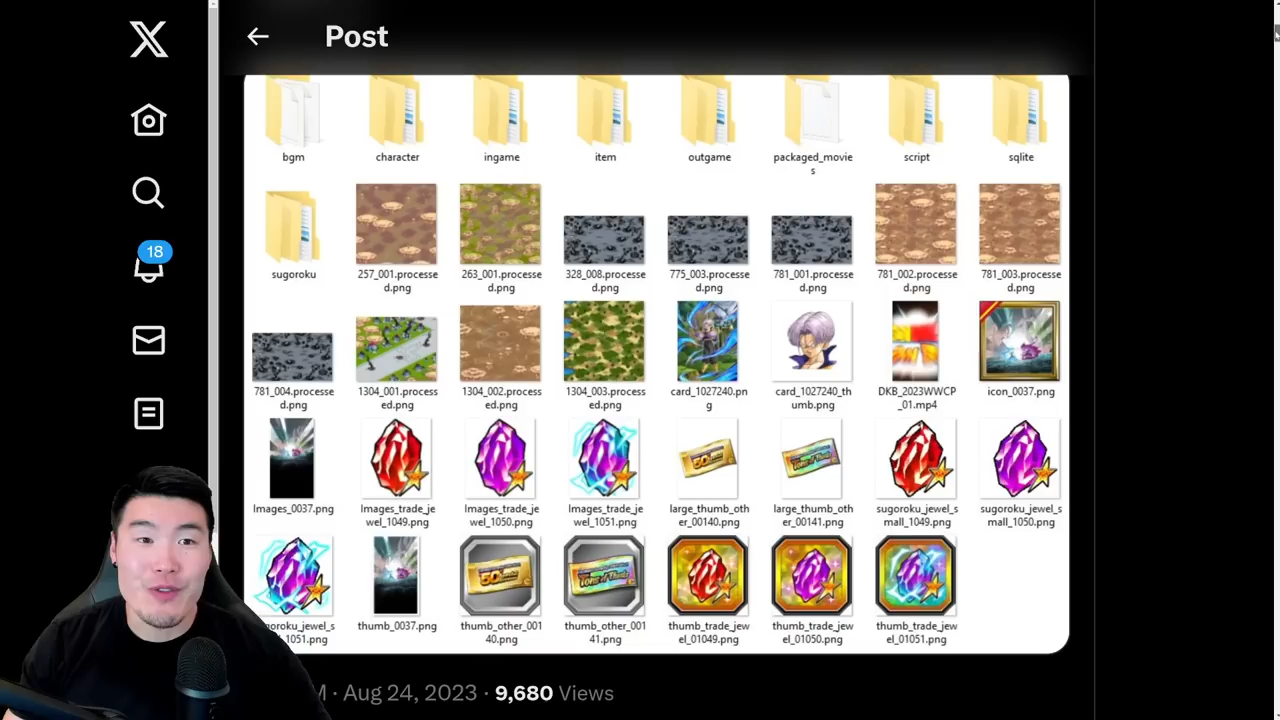 Post
bgm
character
ingame
item
outgame
packaged_movie
s
script
sqlite
18
sugoroku
257_001.processe
d.png
263_001.processe
d.png
328_008.processe
d.png
775_003.processe
d.png
781_001.processe
d.png
781_002.processe
d.png
781_003.processe
d.png
781_004.processe
d.png
1304_001.process
ed.png
1304_002.process
ed.png
1304_003.process
ed.png
card_1027240.pn
g
card_1027240_th
umb.png
DKB_2023WWCP
_01.mp4
icon_0037.png
Images_0037.png
Images_trade_je
wel_1049.png
Images_trade_je
wel_1050.png
Images_trade_je
wel_1051.png
large_thumb_oth
er_00140.png
large_thumb_oth
er_00141.png
sugoroku_jewel_s
mall_1049.png
sugoroku_jewel_s
mall_1050.png
oroku_jewel_s
_1051.png
thumb_0037.png
thumb_other_001
40.png
thumb_other_001
41.png
thumb_trade_jew
el_01049.png
thumb_trade_jew
el_01050.png
thumb_trade_jew
el_01051.png
M · Aug 24, 2023 · 9,680 Views